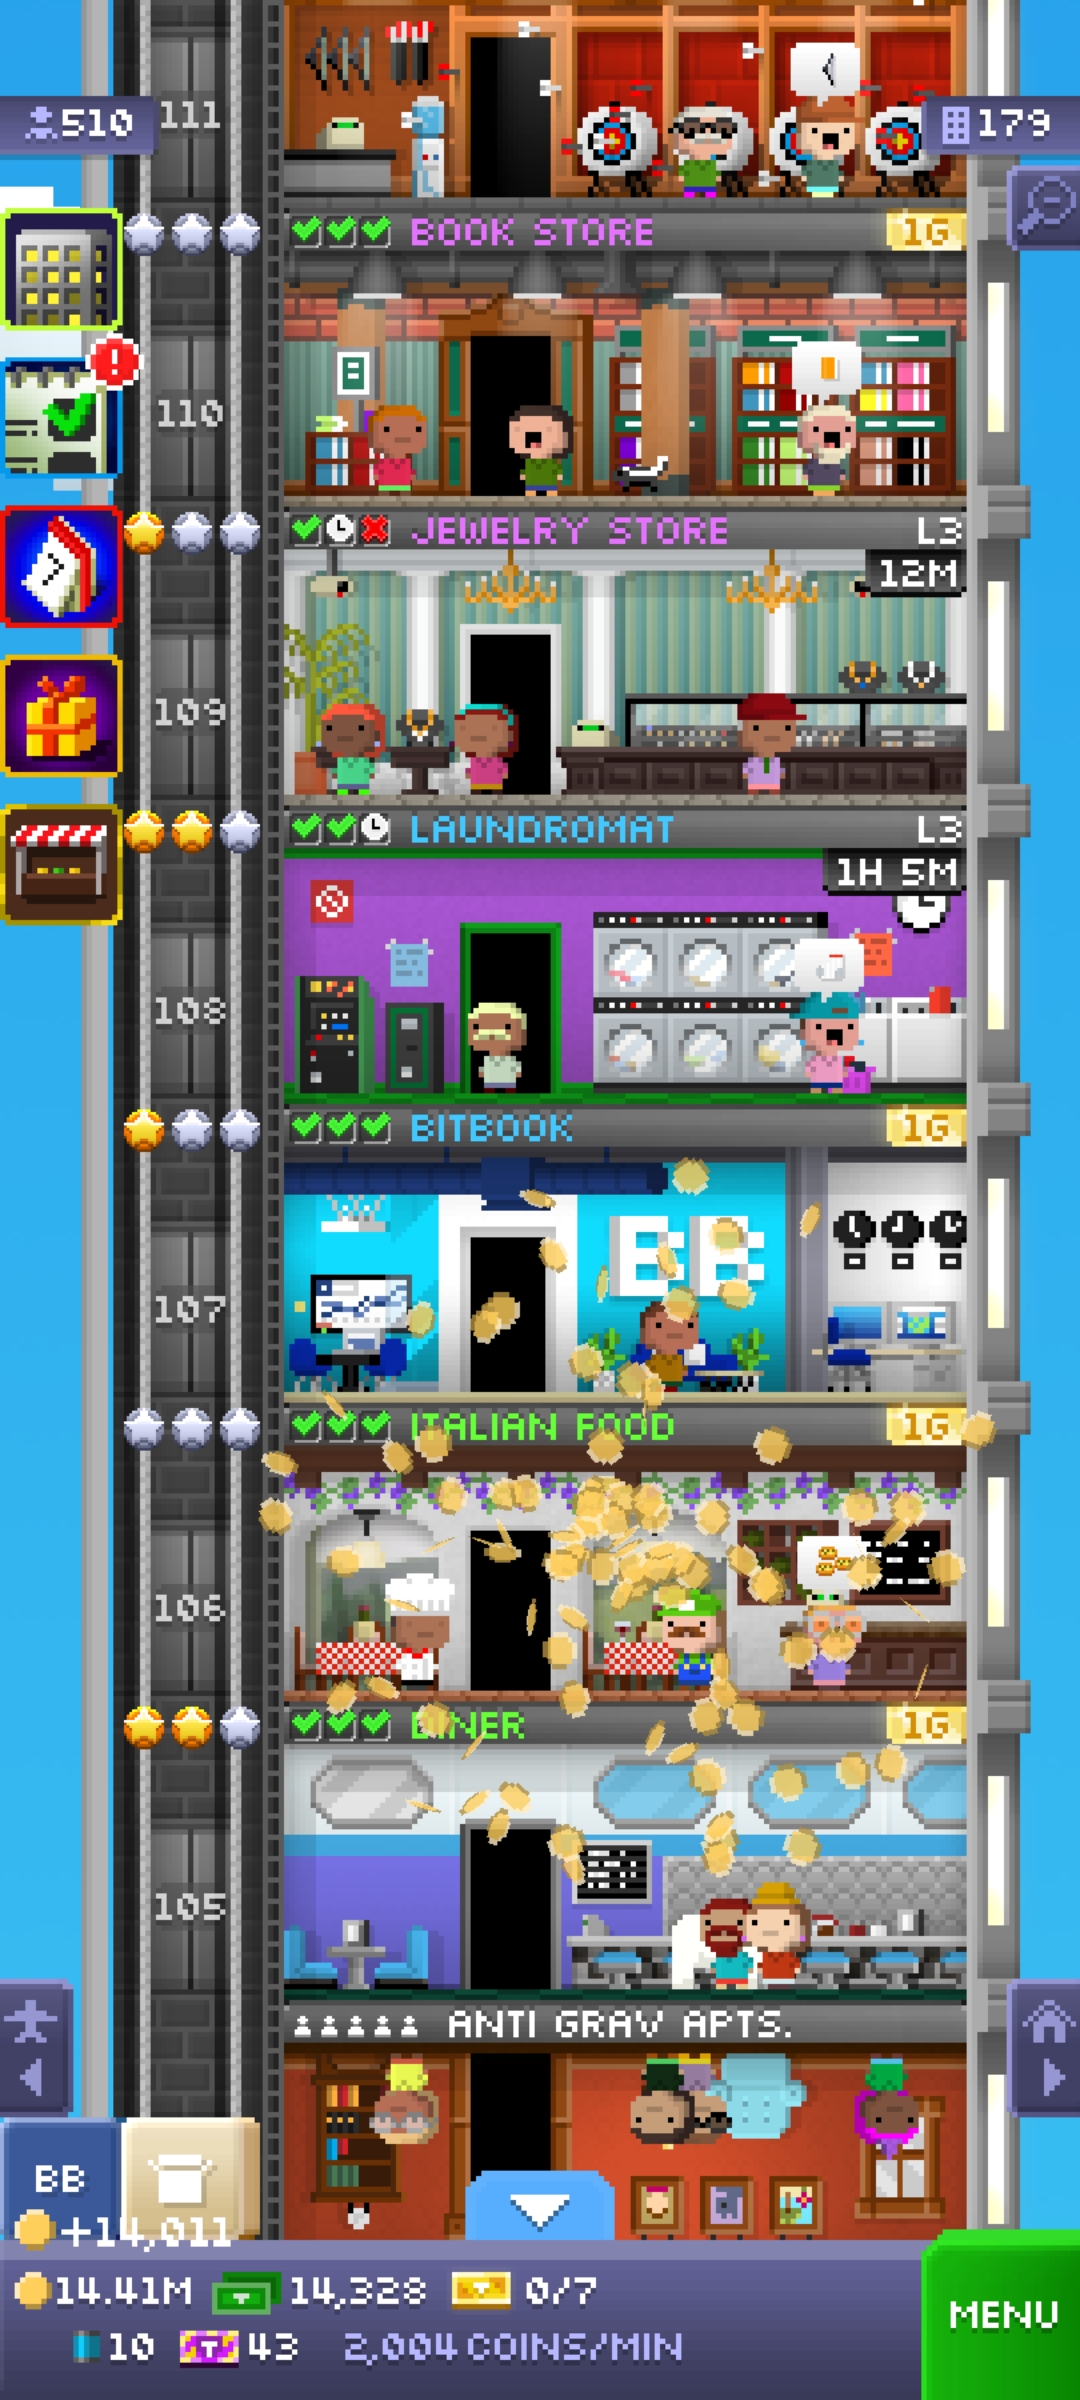 111
510
179
BOOK STORE
1G
110
JEWELRY STORE
L3
12M
109
LAUNDROMAT
L3
1H 5M
108
BITBOOK
1G
BB
107
ITALIAN FOOD
1G
106
DINER
1G
105
ANTI GRAV APTS.
BB
+14,011
14.41M 14,328 0/7
MENU
10 43 2,004 COINS/MIN